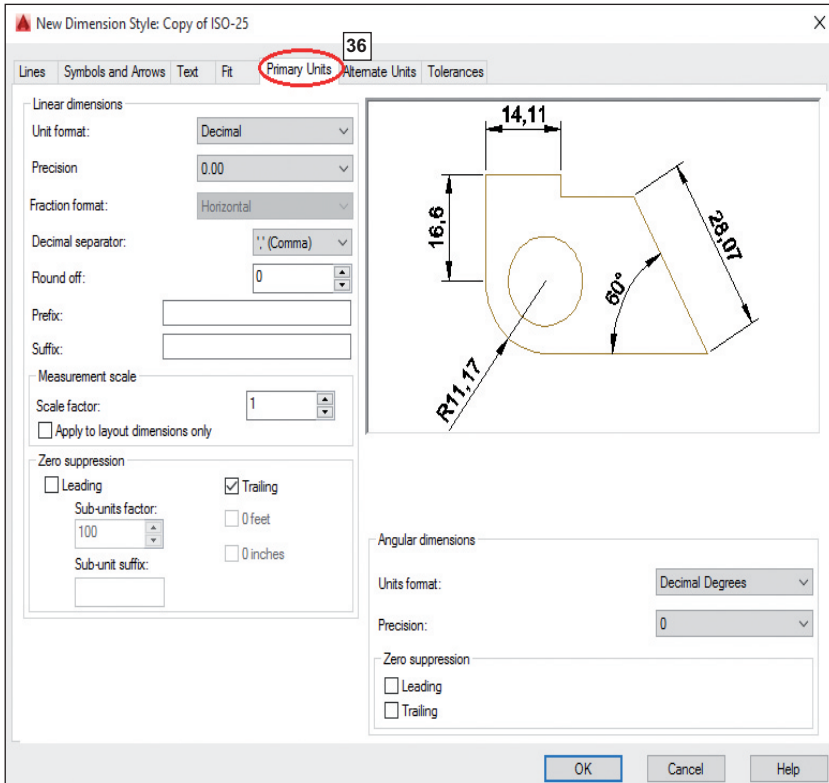 New Dimension Style: Copy of ISO-25
36
Lines Symbols and Arrows Text Fit Primary Units Alternate Units Tolerances
Linear dimensions
Unit format: Decimal
Precision 0.00
Fraction format: Horizontal
Decimal separator: ',' (Comma)
Round off: 0
Prefix:
Suffix:
Measurement scale
Scale factor: 1
Apply to layout dimensions only
Zero suppression
Leading Trailing
Sub-units factor: 0 feet
100
0 inches
Sub-unit suffix:
14,11
16,6
28,07
60°
R11,17
Angular dimensions
Units format: Decimal Degrees
Precision: 0
Zero suppression
Leading
Trailing
OK Cancel Help